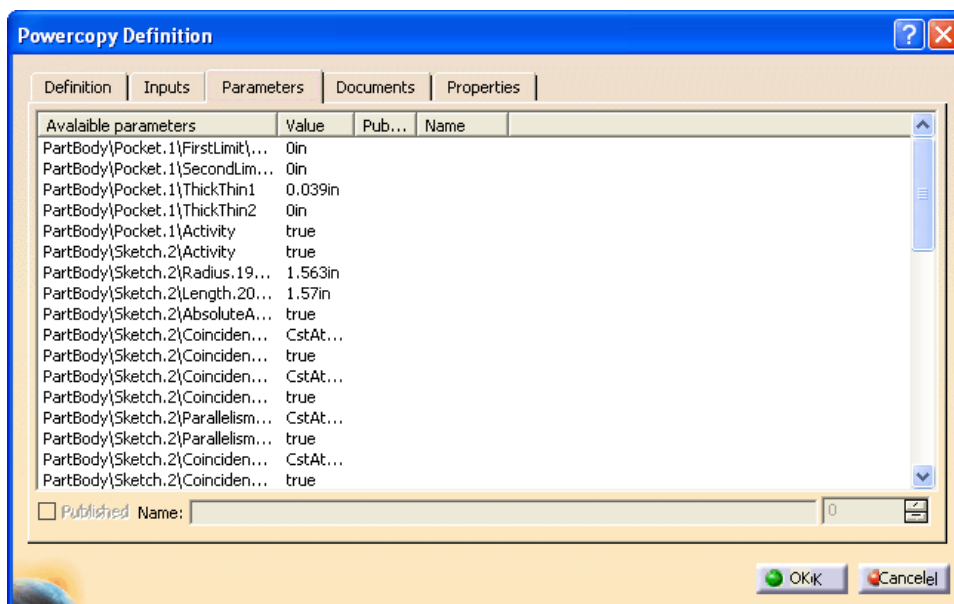 Powercopy Definition
Definition Inputs Parameters Documents Properties
Avalaible parameters Value Pub... Name
PartBody\Pocket.1\FirstLimit\... 0in
PartBody\Pocket.1\SecondLim... 0in
PartBody\Pocket.1\ThickThin1 0.039in
PartBody\Pocket.1\ThickThin2 0in
PartBody\Pocket.1\Activity true
PartBody\Sketch.2\Activity true
PartBody\Sketch.2\Radius.19... 1.563in
PartBody\Sketch.2\Length.20... 1.57in
PartBody\Sketch.2\AbsoluteA... true
PartBody\Sketch.2\Coinciden... CstAt...
PartBody\Sketch.2\Coinciden... true
PartBody\Sketch.2\Coinciden... CstAt...
PartBody\Sketch.2\Coinciden... true
PartBody\Sketch.2\Parallelism... CstAt...
PartBody\Sketch.2\Parallelism... true
PartBody\Sketch.2\Coinciden... CstAt...
PartBody\Sketch.2\Coinciden... true
Published Name: 0
OKiK Cancelel